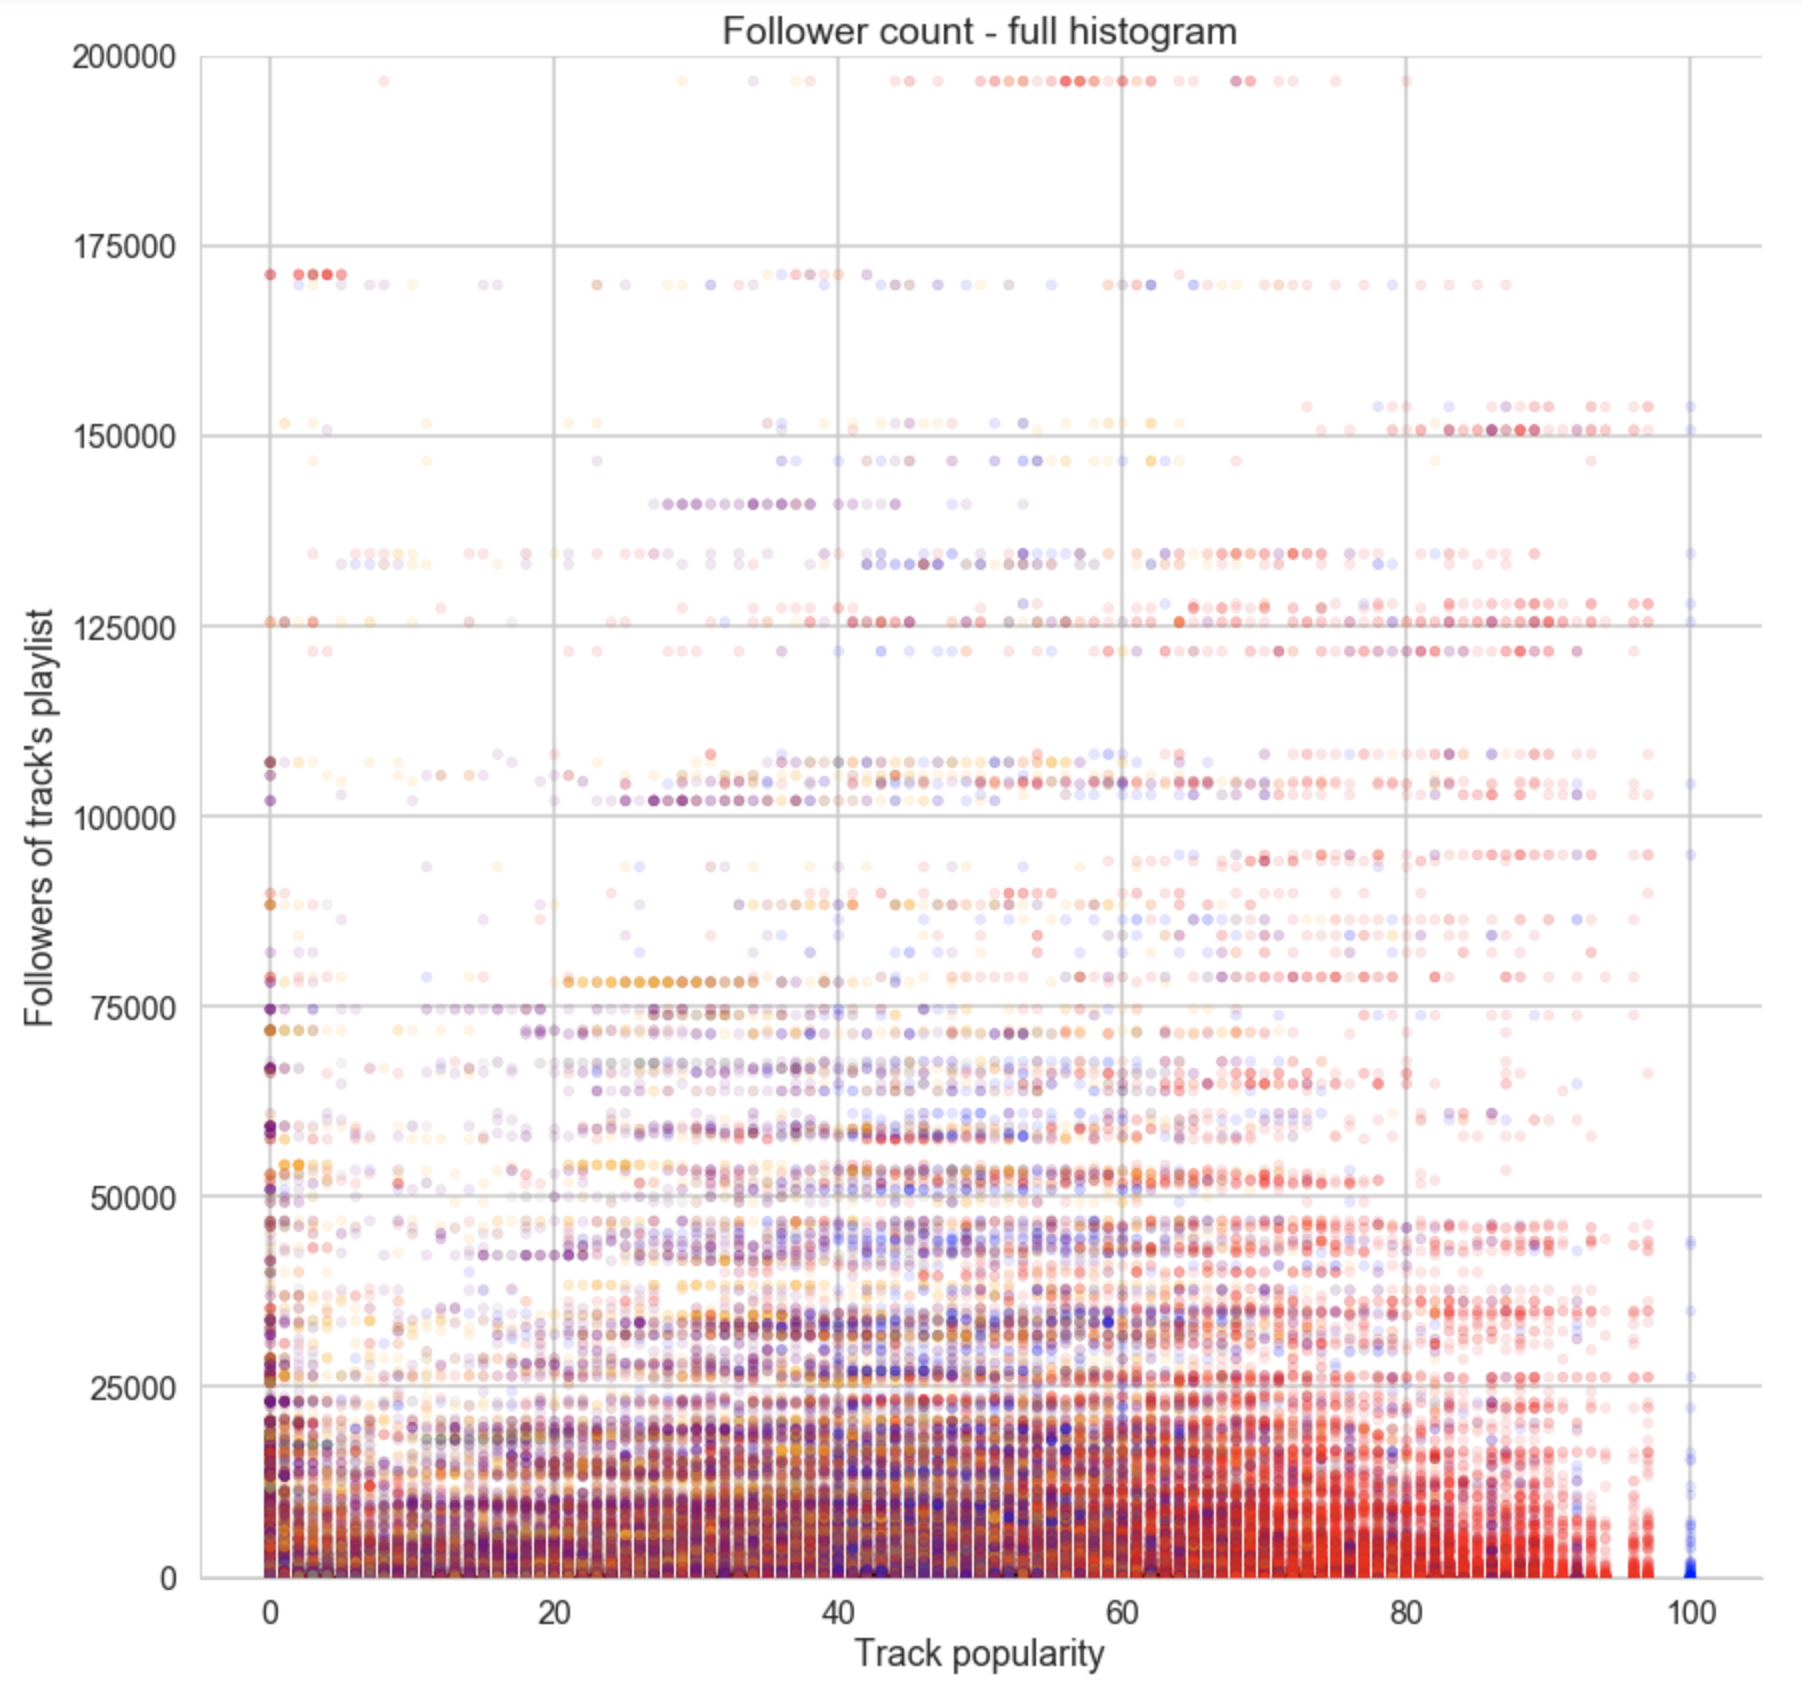 Follower count - full histogram
200000
175000
150000
125000
100000
75000
50000
25000
0
Followers of track's playlist
0 20 40 60 80 100
Track popularity